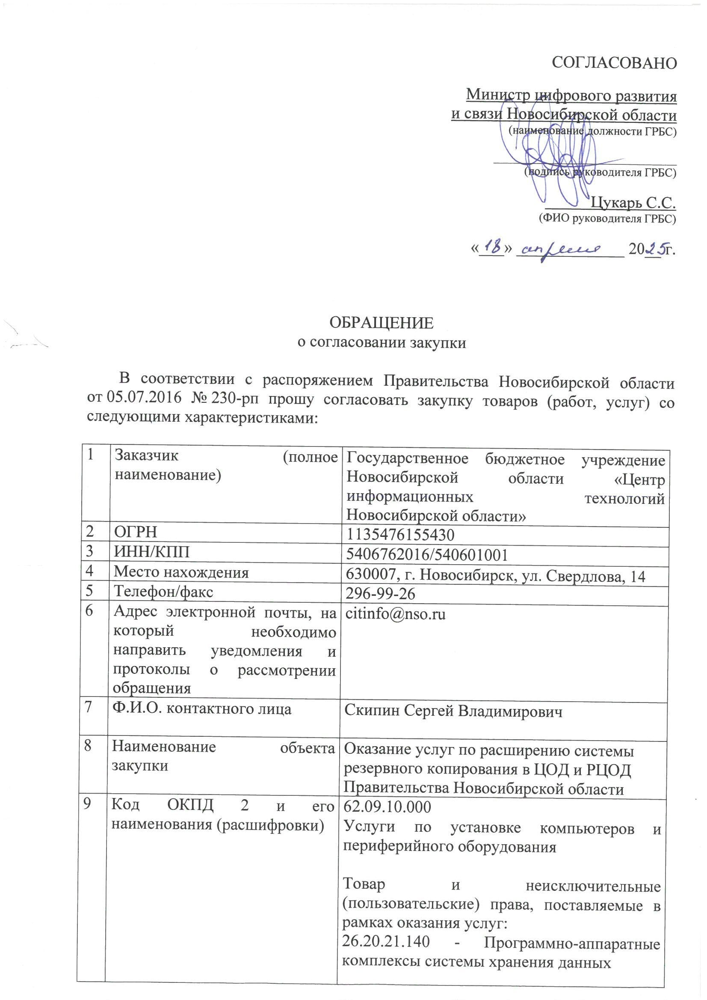 СОГЛАСОВАНО
Министр цифрового развития
и связи Новосибирской области
(наименование должности ГРБС)
(подпись руководителя ГРБС)
Цукарь С.С.
(ФИО руководителя ГРБС)
«18» апреля 2025г.
ОБРАЩЕНИЕ
о согласовании закупки
В соответствии с распоряжением Правительства Новосибирской области
от 05.07.2016 № 230-рп прошу согласовать закупку товаров (работ, услуг) со
следующими характеристиками:
1 Заказчик (полное
наименование)
Государственное бюджетное учреждение
Новосибирской области «Центр
информационных технологий
Новосибирской области»
2 ОГРН 1135476155430
3 ИНН/КПП 5406762016/540601001
4 Место нахождения 630007, г. Новосибирск, ул. Свердлова, 14
5 Телефон/факс 296-99-26
6 Адрес электронной почты, на
который необходимо
направить уведомления и
протоколы о рассмотрении
обращения
citinfo@nso.ru
7 Ф.И.О. контактного лица Скипин Сергей Владимирович
8 Наименование объекта
закупки
Оказание услуг по расширению системы
резервного копирования в ЦОД и РЦОД
Правительства Новосибирской области
9 Код ОКПД 2 и его
наименования (расшифровки)
62.09.10.000
Услуги по установке компьютеров и
периферийного оборудования
Товар и неисключительные
(пользовательские) права, поставляемые в
рамках оказания услуг:
26.20.21.140 - Программно-аппаратные
комплексы системы хранения данных